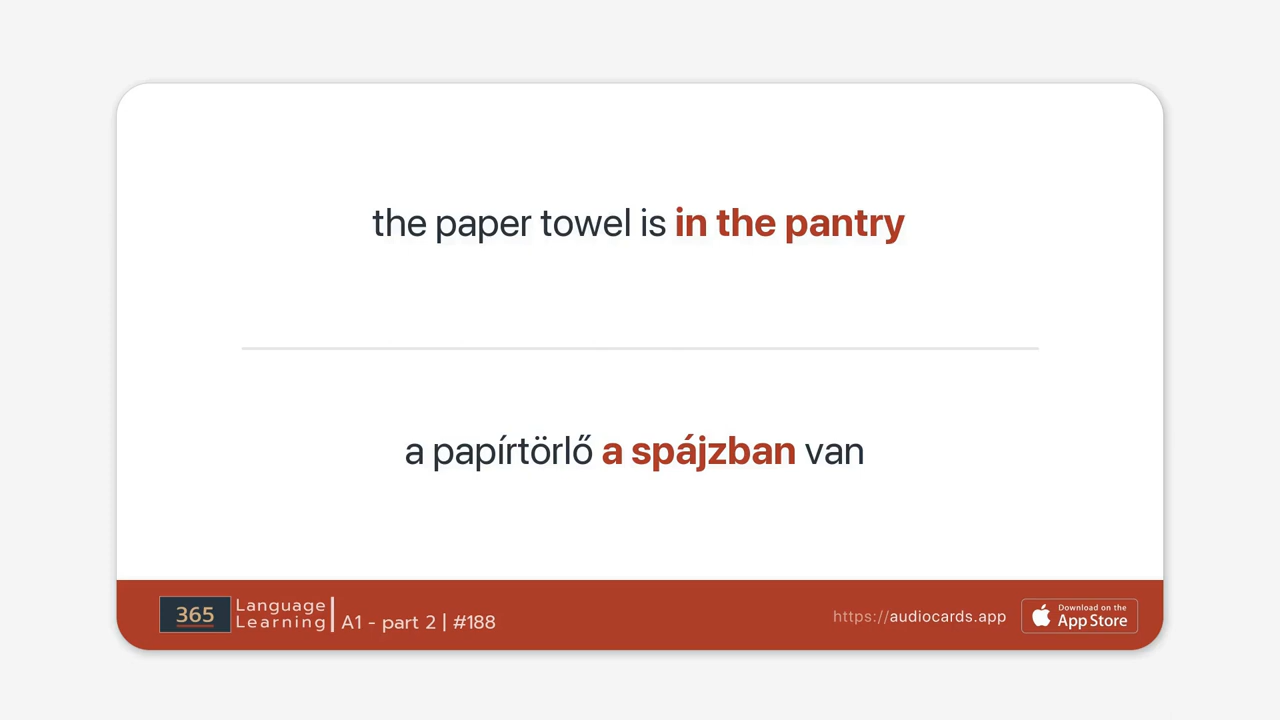 the paper towel is in the pantry
a papírtörlő a spájzban van
365
Language
Learning
A1 - part 2 | #188
https://audiocards.app
Download on the
App Store